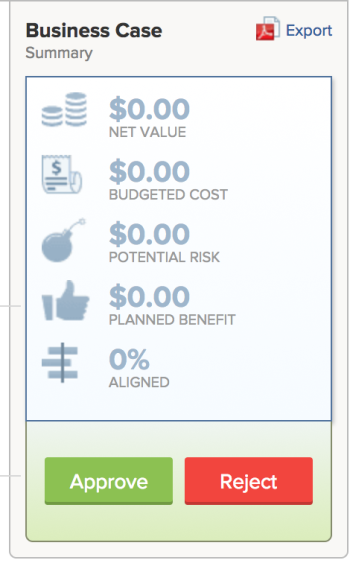 Business Case
Export
Summary
$0.00
NET VALUE
$
$0.00
BUDGETED COST
$0.00
POTENTIAL RISK
$0.00
PLANNED BENEFIT
0%
ALIGNED
Approve
Reject